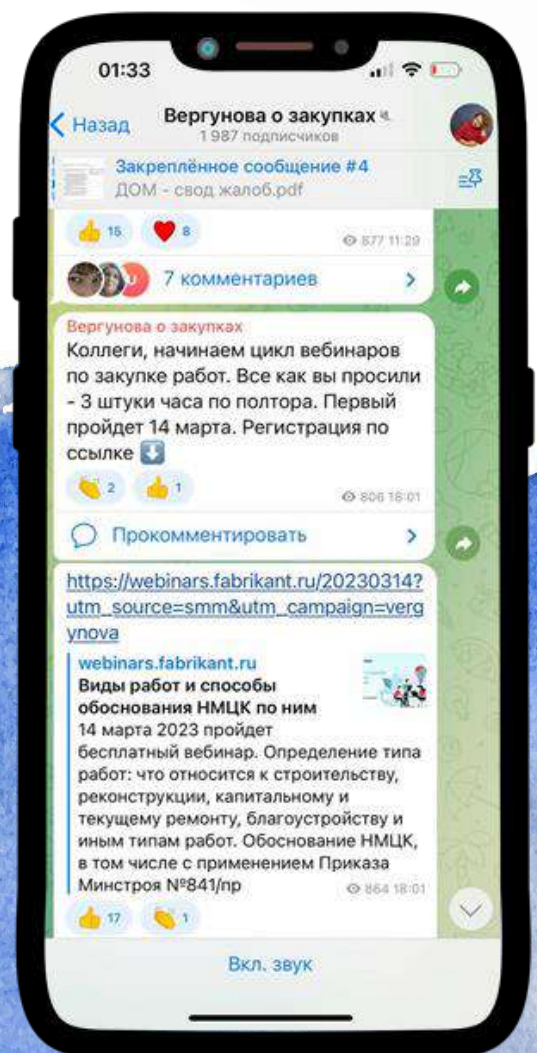 01:33
Назад
Вергунова о закупках
1 987 подписчиков
Закреплённое сообщение #4
ДОМ - свод жалоб.pdf
15 8
877 11:29
7 комментариев
Вергунова о закупках
Коллеги, начинаем цикл вебинаров
по закупке работ. Все как вы просили
- 3 штуки часа по полтора. Первый
пройдет 14 марта. Регистрация по
ссылке ⬇️
2 1
806 18:01
Прокомментировать
https://webinars.fabrikant.ru/20230314?
utm_source=smm&utm_campaign=verg
ynova
webinars.fabrikant.ru
Виды работ и способы
обоснования НМЦК по ним
14 марта 2023 пройдет
бесплатный вебинар. Определение типа
работ: что относится к строительству,
реконструкции, капитальному и
текущему ремонту, благоустройству и
иным типам работ. Обоснование НМЦК,
в том числе с применением Приказа
Минстроя №841/пр
864 18:01
17 1
Вкл. звук